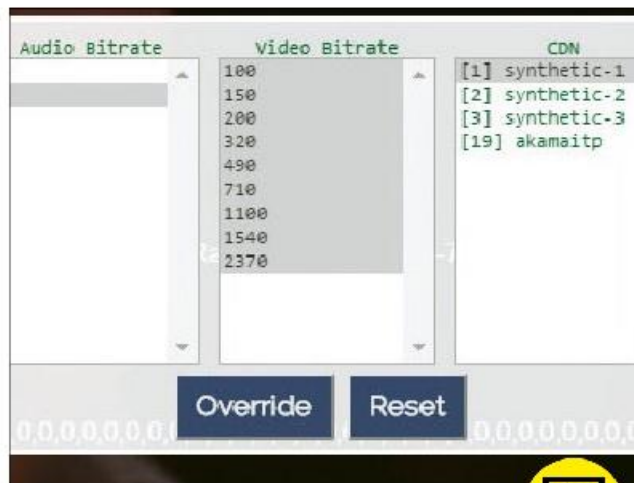 Audio Bitrate
Video Bitrate
CDN
100
150
200
320
490
710
1100
1540
2370
[1] synthetic-1
[2] synthetic-2
[3] synthetic-3
[19] akamaitp
Override
Reset